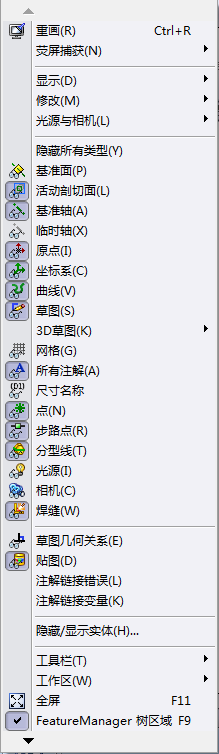 重画(R) Ctrl+R
荧屏捕获(N)
显示(D)
修改(M)
光源与相机(L)
隐藏所有类型(Y)
基准面(P)
活动剖切面(L)
基准轴(A)
临时轴(X)
原点(I)
坐标系(C)
曲线(V)
草图(S)
3D草图(K)
网格(G)
所有注解(A)
尺寸名称
点(N)
步路点(R)
分型线(T)
光源(I)
相机(C)
焊缝(W)
草图几何关系(E)
贴图(D)
注解链接错误(L)
注解链接变量(K)
隐藏/显示实体(H)...
工具栏(T)
工作区(W)
全屏 F11
FeatureManager 树区域 F9